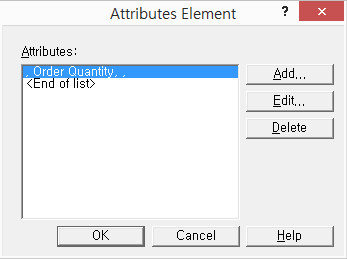 Attributes Element
? ×
Attributes:
, Order Quantity, ,
<End of list>
Add...
Edit...
Delete
OK
Cancel
Help